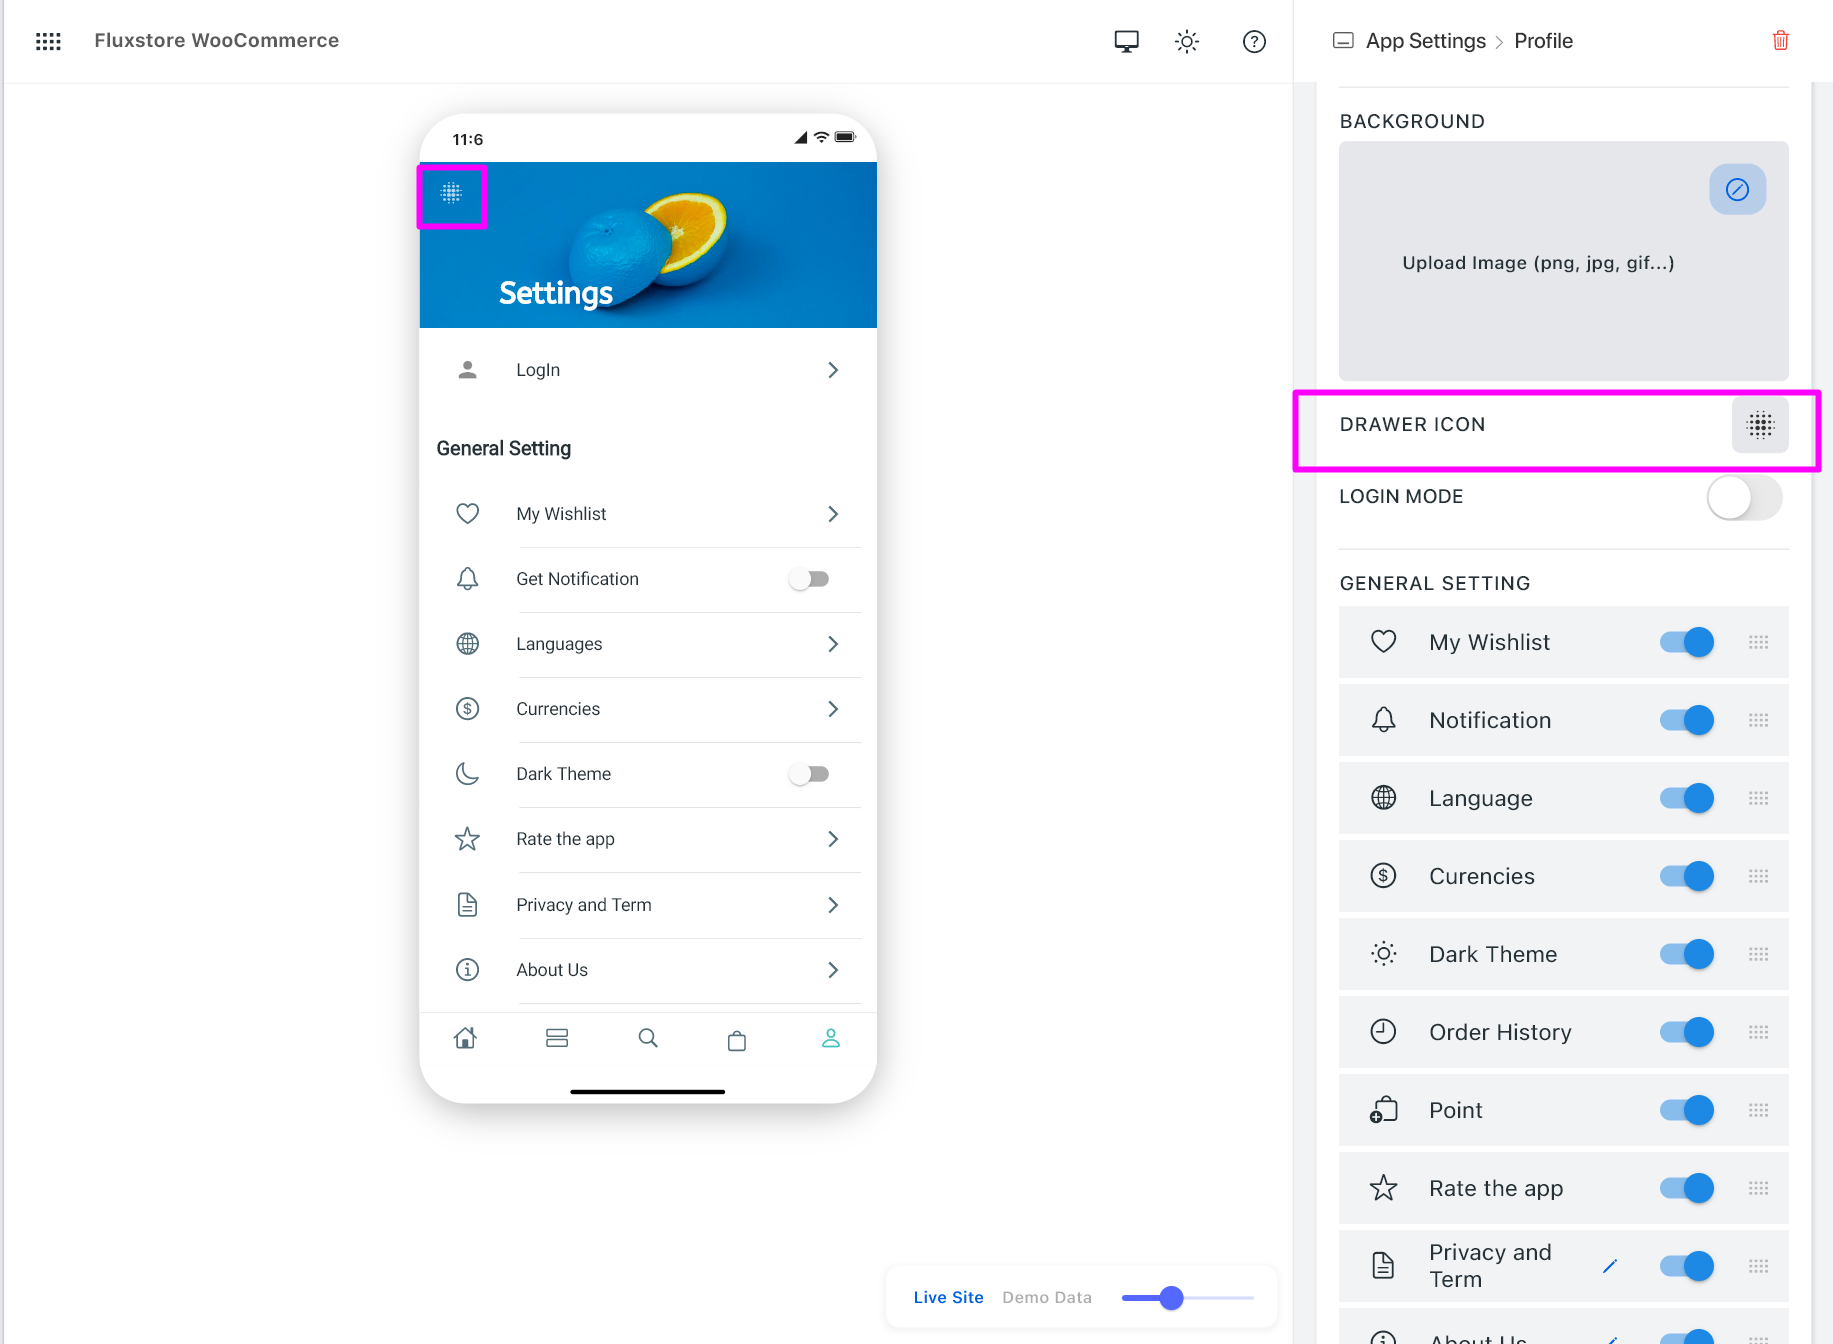 Fluxstore WooCommerce
App Settings > Profile
11:6
Settings
LogIn
General Setting
My Wishlist
Get Notification
Languages
Currencies
Dark Theme
Rate the app
Privacy and Term
About Us
Live Site Demo Data
BACKGROUND
Upload Image (png, jpg, gif...)
DRAWER ICON
LOGIN MODE
GENERAL SETTING
My Wishlist
Notification
Language
Curencies
Dark Theme
Order History
Point
Rate the app
Privacy and
Term
About Us